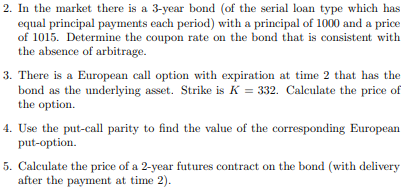 2. In the market there is a 3-year bond (of the serial loan type which has
equal principal payments each period) with a principal of 1000 and a price
of 1015. Determine the coupon rate on the bond that is consistent with
the absence of arbitrage.
3. There is a European call option with expiration at time 2 that has the
bond as the underlying asset. Strike is K = 332. Calculate the price of
the option.
4. Use the put-call parity to find the value of the corresponding European
put-option.
5. Calculate the price of a 2-year futures contract on the bond (with delivery
after the payment at time 2).